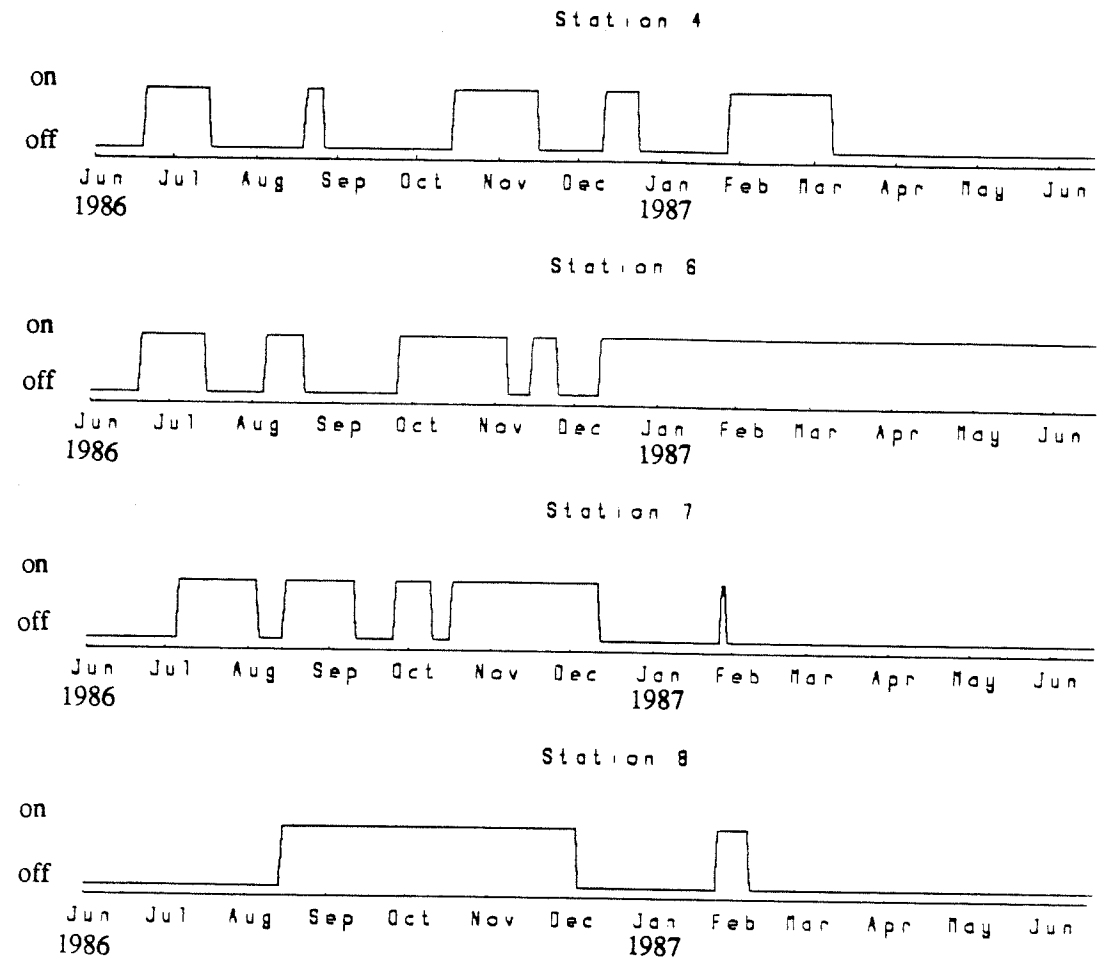 Station 4
on
off
Jun Jul Aug Sep Oct Nov Dec Jan Feb Mar Apr May Jun
1986 1987
Station 6
on
off
Jun Jul Aug Sep Oct Nov Dec Jan Feb Mar Apr May Jun
1986 1987
Station 7
on
off
Jun Jul Aug Sep Oct Nov Dec Jan Feb Mar Apr May Jun
1986 1987
Station 8
on
off
Jun Jul Aug Sep Oct Nov Dec Jan Feb Mar Apr May Jun
1986 1987